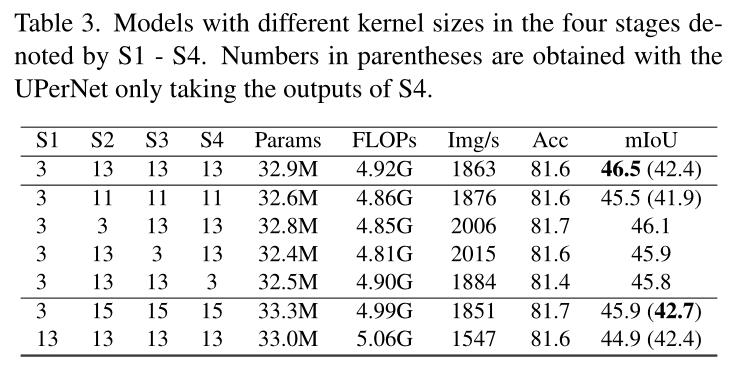 Table 3. Models with different kernel sizes in the four stages de-
noted by S1 - S4. Numbers in parentheses are obtained with the
UPerNet only taking the outputs of S4.
S1 S2 S3 S4 Params FLOPs Img/s Acc mIoU
3 13 13 13 32.9M 4.92G 1863 81.6 46.5 (42.4)
3 11 11 11 32.6M 4.86G 1876 81.6 45.5 (41.9)
3 3 13 13 32.8M 4.85G 2006 81.7 46.1
3 13 3 13 32.4M 4.81G 2015 81.6 45.9
3 13 13 3 32.5M 4.90G 1884 81.4 45.8
3 15 15 15 33.3M 4.99G 1851 81.7 45.9 (42.7)
13 13 13 13 33.0M 5.06G 1547 81.6 44.9 (42.4)